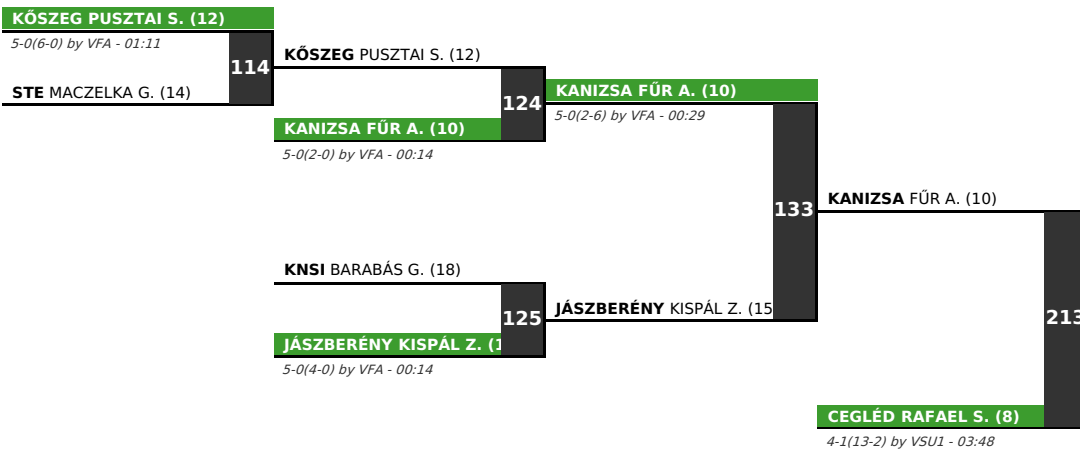 KŐSZEG PUSZTAI S. (12)
5-0(6-0) by VFA - 01:11
114
STE MACZELKA G. (14)
KŐSZEG PUSZTAI S. (12)
124
KANIZSA FŰR A. (10)
5-0(2-0) by VFA - 00:14
KANIZSA FŰR A. (10)
5-0(2-6) by VFA - 00:29
133
KNSI BARABÁS G. (18)
125
JÁSZBERÉNY KISPÁL Z. (1
5-0(4-0) by VFA - 00:14
JÁSZBERÉNY KISPÁL Z. (15
KANIZSA FŰR A. (10)
213
CEGLÉD RAFAEL S. (8)
4-1(13-2) by VSU1 - 03:48